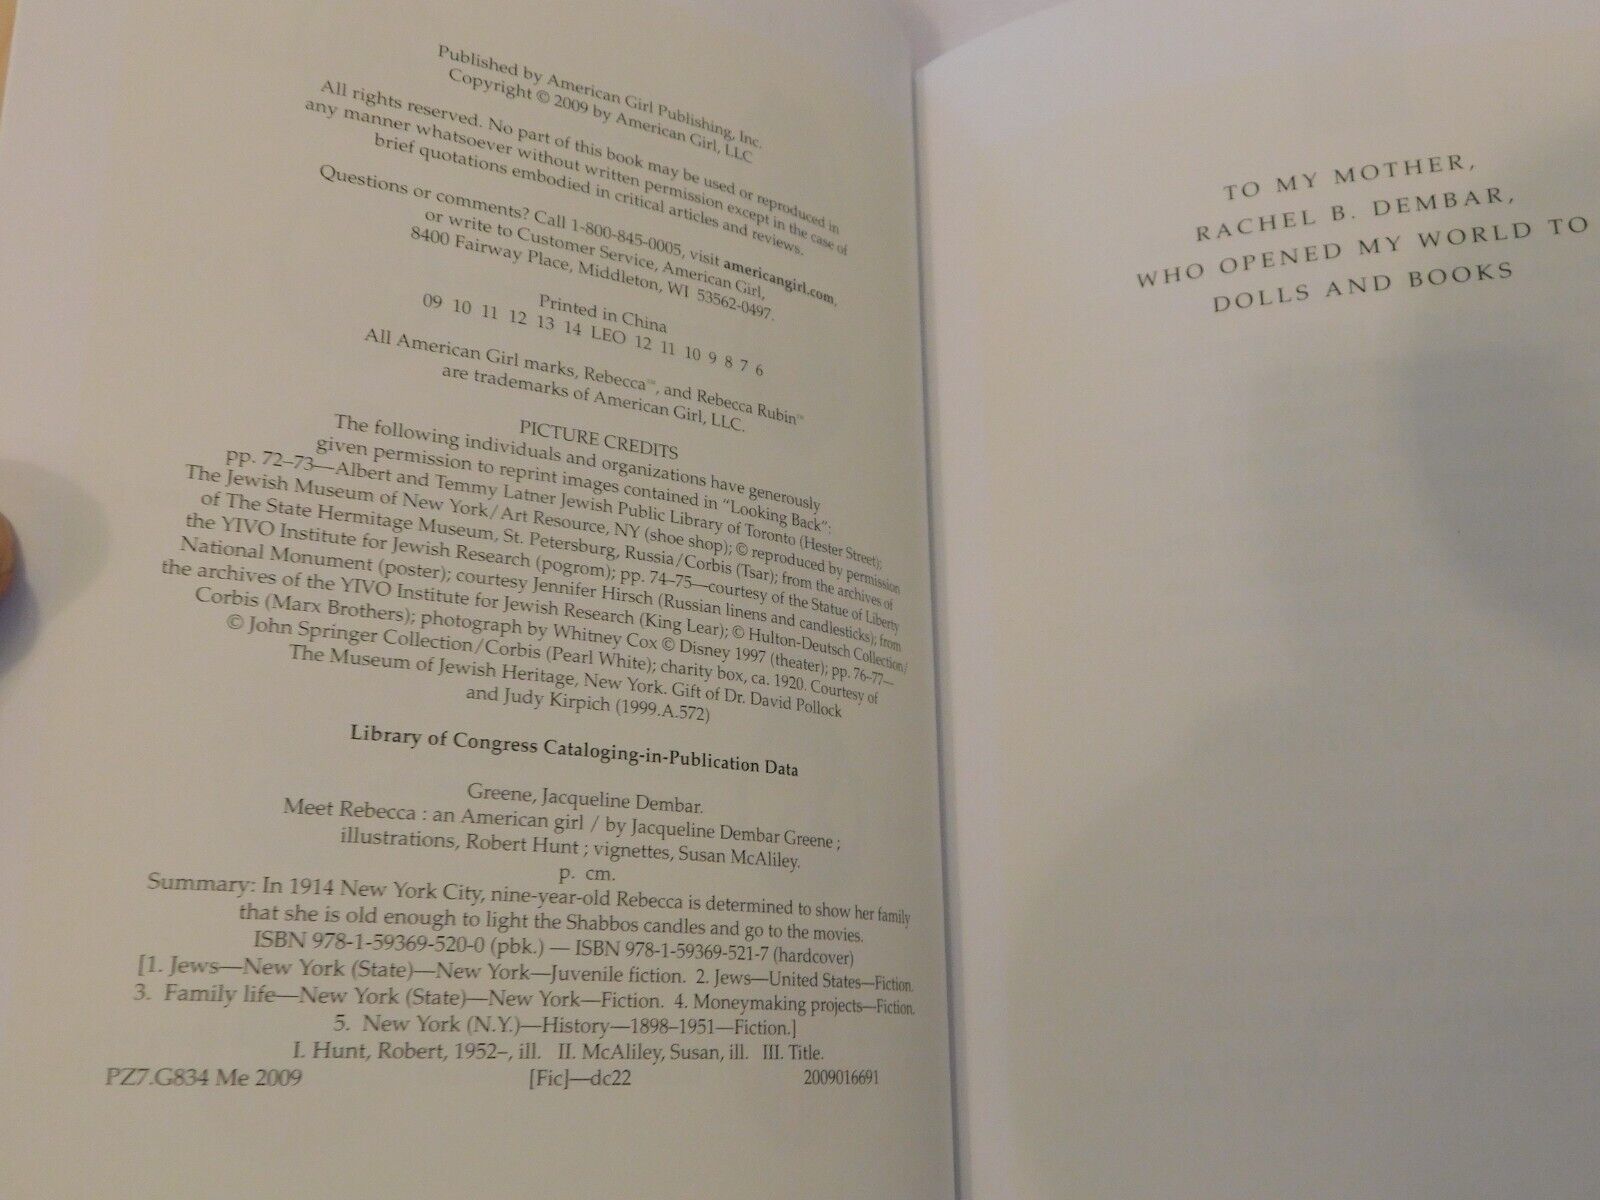 Published by American Girl Publishing, Inc.
Copyright © 2009 by American Girl, LLC
All rights reserved. No part of this book may be used or reproduced in
any manner whatsoever without written permission except in the case of
brief quotations embodied in critical articles and reviews.
Questions or comments? Call 1-800-845-0005, visit americangirl.com,
or write to Customer Service, American Girl,
8400 Fairway Place, Middleton, WI 53562-0497.
Printed in China
09 10 11 12 13 14 LEO 12 11 10 9 8 7 6
All American Girl marks, Rebecca™, and Rebecca Rubin™
are trademarks of American Girl, LLC.
PICTURE CREDITS
The following individuals and organizations have generously
given permission to reprint images contained in "Looking Back":
pp. 72–73—Albert and Temmy Latner Jewish Public Library of Toronto (Hester Street);
The Jewish Museum of New York/Art Resource, NY (shoe shop); © reproduced by permission
of The State Hermitage Museum, St. Petersburg, Russia/Corbis (Tsar); from the archives of
the YIVO Institute for Jewish Research (pogrom); pp. 74–75—courtesy of the Statue of Liberty
National Monument (poster); courtesy Jennifer Hirsch (Russian linens and candlesticks); from
the archives of the YIVO Institute for Jewish Research (King Lear); © Hulton-Deutsch Collection/
Corbis (Marx Brothers); photograph by Whitney Cox © Disney 1997 (theater); pp. 76–77—
© John Springer Collection/Corbis (Pearl White); charity box, ca. 1920. Courtesy of
The Museum of Jewish Heritage, New York. Gift of Dr. David Pollock
and Judy Kirpich (1999.A.572)
Library of Congress Cataloging-in-Publication Data
Greene, Jacqueline Dembar.
Meet Rebecca : an American girl / by Jacqueline Dembar Greene ;
illustrations, Robert Hunt ; vignettes, Susan McAliley.
p. cm.
Summary: In 1914 New York City, nine-year-old Rebecca is determined to show her family
that she is old enough to light the Shabbos candles and go to the movies.
ISBN 978-1-59369-520-0 (pbk.) — ISBN 978-1-59369-521-7 (hardcover)
[1. Jews—New York (State)—New York—Juvenile fiction. 2. Jews—United States—Fiction.
3. Family life—New York (State)—New York—Fiction. 4. Moneymaking projects—Fiction.
5. New York (N.Y.)—History—1898–1951—Fiction.]
I. Hunt, Robert, 1952–, ill. II. McAliley, Susan, ill. III. Title.
PZ7.G834 Me 2009 [Fic]—dc22 2009016691
TO MY MOTHER,
RACHEL B. DEMBAR,
WHO OPENED MY WORLD TO
DOLLS AND BOOKS